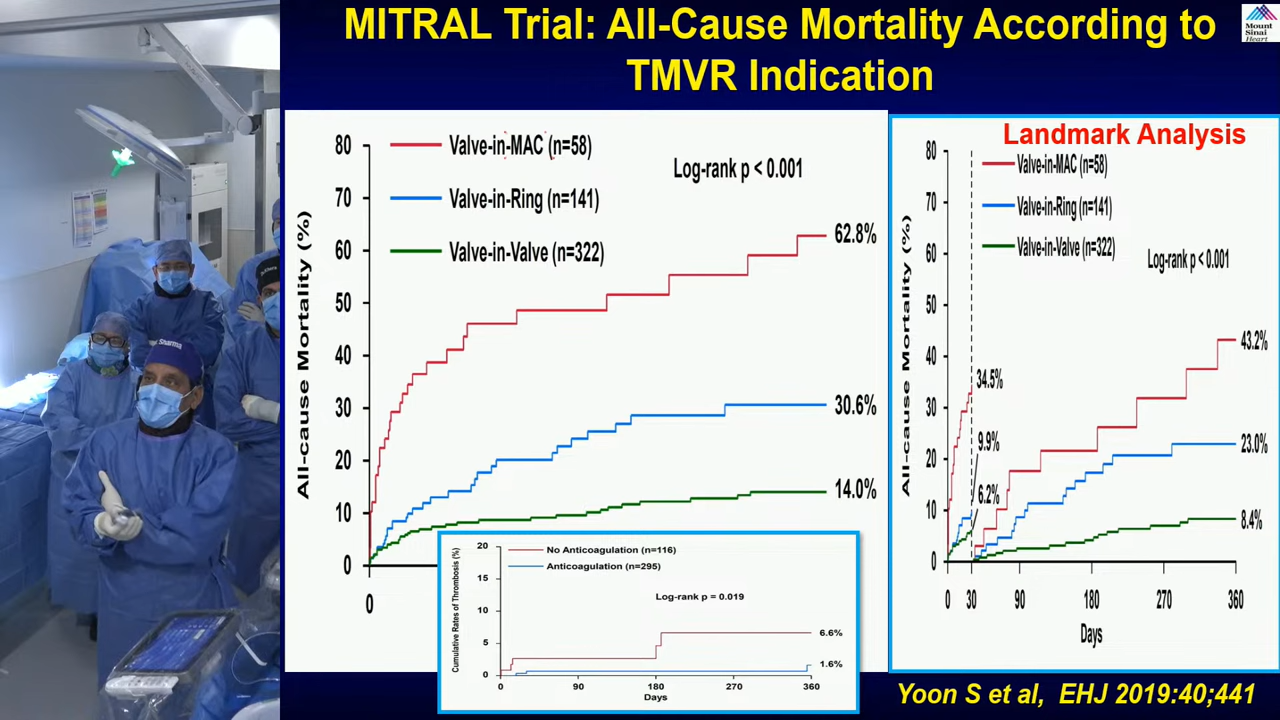 MITRAL Trial: All-Cause Mortality According to
TMVR Indication
Mount
Sinai
Heart
All-cause Mortality (%)
80
70
60
50
40
30
20
10
0
0
Valve-in-MAC (n=58)
Valve-in-Ring (n=141)
Valve-in-Valve (n=322)
Log-rank p < 0.001
62.8%
30.6%
14.0%
Cumulative Rates of Thrombosis (%)
20
15
10
5
0
No Anticoagulation (n=116)
Anticoagulation (n=295)
Log-rank p = 0.019
6.6%
1.6%
0 90 180 270 360
Days
Landmark Analysis
All-cause Mortality (%)
80
70
60
50
40
30
20
10
0
Valve-in-MAC (n=58)
Valve-in-Ring (n=141)
Valve-in-Valve (n=322)
Log-rank p < 0.001
34.5%
9.9%
6.2%
43.2%
23.0%
8.4%
0 30 90 180 270 360
Days
Yoon S et al, EHJ 2019:40;441
Sharma